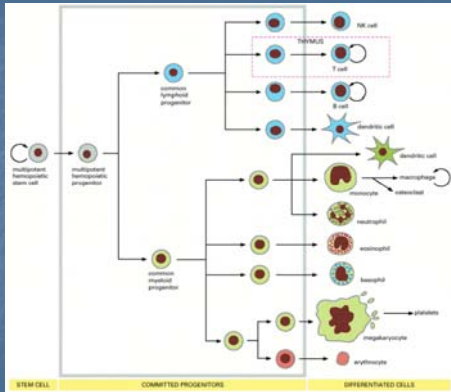 NK cell
THYMUS
T cell
common
lymphoid
progenitor
B cell
dendritic cell
multipotent
hemopoietic
stem cell
multipotent
hemopoietic
progenitor
dendritic cell
macrophage
monocyte
osteoclast
neutrophil
eosinophil
common
myeloid
progenitor
basophil
platelets
megakaryocyte
erythrocyte
STEM CELL
COMMITTED PROGENITORS
DIFFERENTIATED CELLS